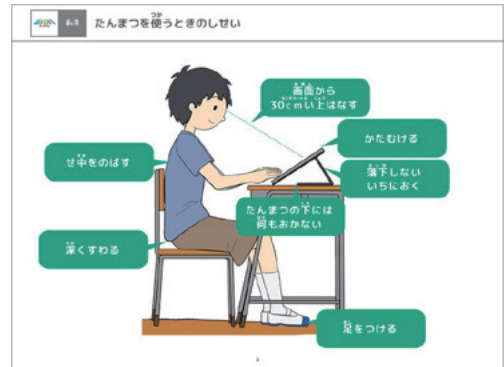 たんまつを使うときのしせい
画面から
30cmい上はなす
かたむける
落下しない
いちにおく
せ中をのばす
たんまつの下には
何もおかない
深くすわる
足をつける